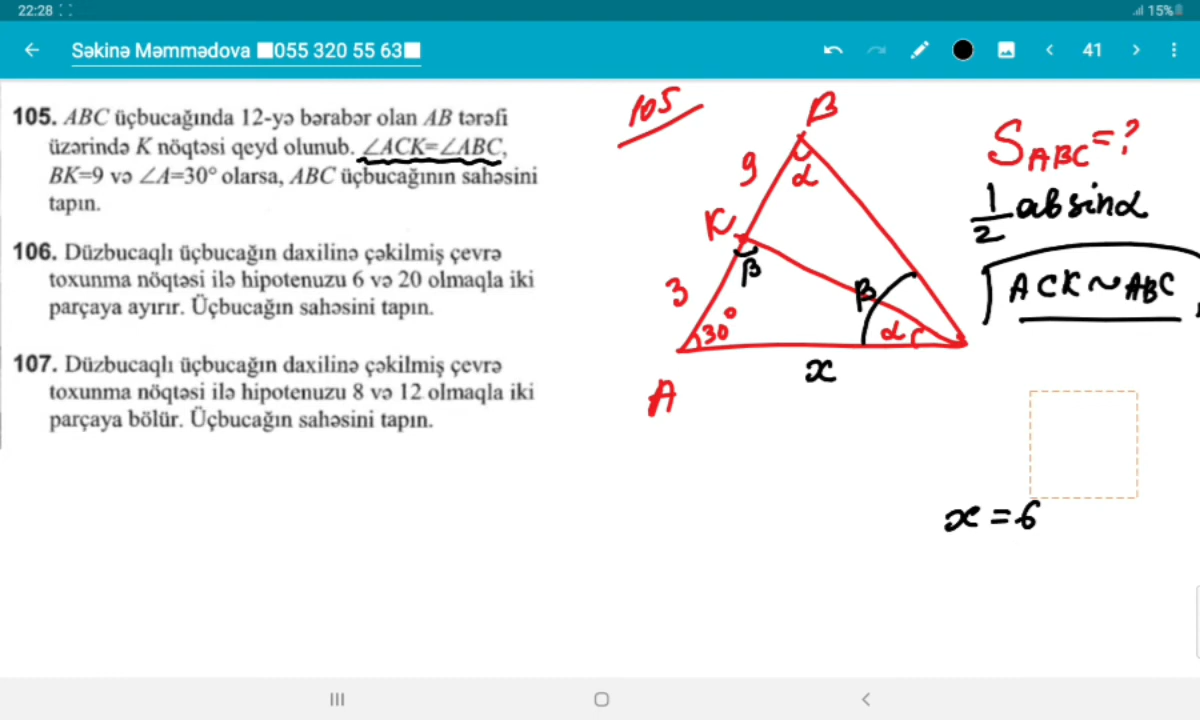 22:28
15%
Səkinə Məmmədova 055 320 55 63
41
105. ABC üçbucağında 12-yə bərabər olan AB tərəfi
üzərində K nöqtəsi qeyd olunub. ∠ACK=∠ABC,
BK=9 və ∠A=30° olarsa, ABC üçbucağının sahəsini
tapın.
106. Düzbucaqlı üçbucağın daxilinə çəkilmiş çevrə
toxunma nöqtəsi ilə hipotenuzu 6 və 20 olmaqla iki
parçaya ayırır. Üçbucağın sahəsini tapın.
107. Düzbucaqlı üçbucağın daxilinə çəkilmiş çevrə
toxunma nöqtəsi ilə hipotenuzu 8 və 12 olmaqla iki
parçaya bölür. Üçbucağın sahəsini tapın.
105
B
9
α
K
β
3
β
30°
α
x
A
S ABC = ?
1/2 ab sinα
ACK ~ ABC
x = 6